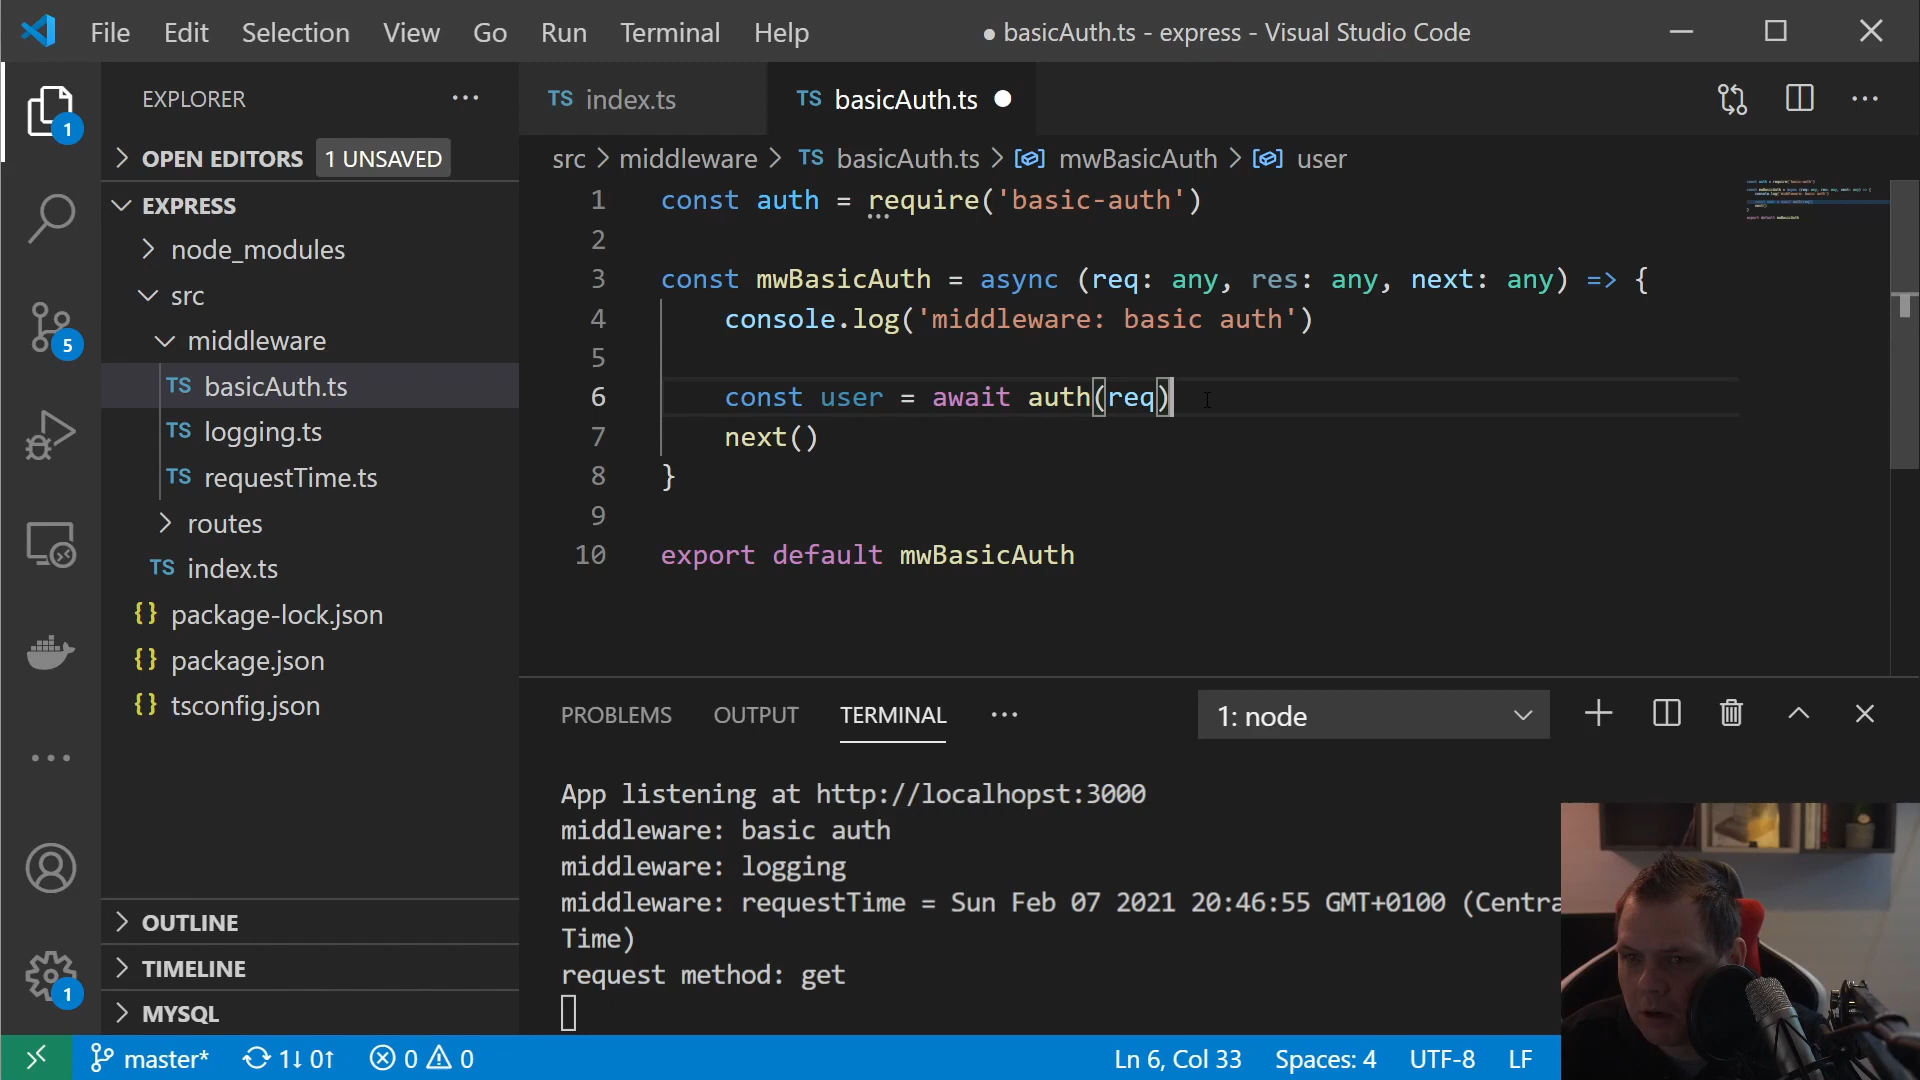 File Edit Selection View Go Run Terminal Help ● basicAuth.ts - express - Visual Studio Code
EXPLORER ···
OPEN EDITORS 1 UNSAVED
EXPRESS
node_modules
src
middleware
TS basicAuth.ts
TS logging.ts
TS requestTime.ts
routes
TS index.ts
{} package-lock.json
{} package.json
{} tsconfig.json
OUTLINE
TIMELINE
MYSQL
1
5
1
TS index.ts TS basicAuth.ts ●
src > middleware > TS basicAuth.ts > mwBasicAuth > user
1 const auth = require('basic-auth')
2
3 const mwBasicAuth = async (req: any, res: any, next: any) => {
4 console.log('middleware: basic auth')
5
6 const user = await auth(req)
7 next()
8 }
9
10 export default mwBasicAuth
PROBLEMS OUTPUT TERMINAL ··· 1: node
App listening at http://localhopst:3000
middleware: basic auth
middleware: logging
middleware: requestTime = Sun Feb 07 2021 20:46:55 GMT+0100 (Centra
Time)
request method: get
master* 1↓ 0↑ 0 0 Ln 6, Col 33 Spaces: 4 UTF-8 LF